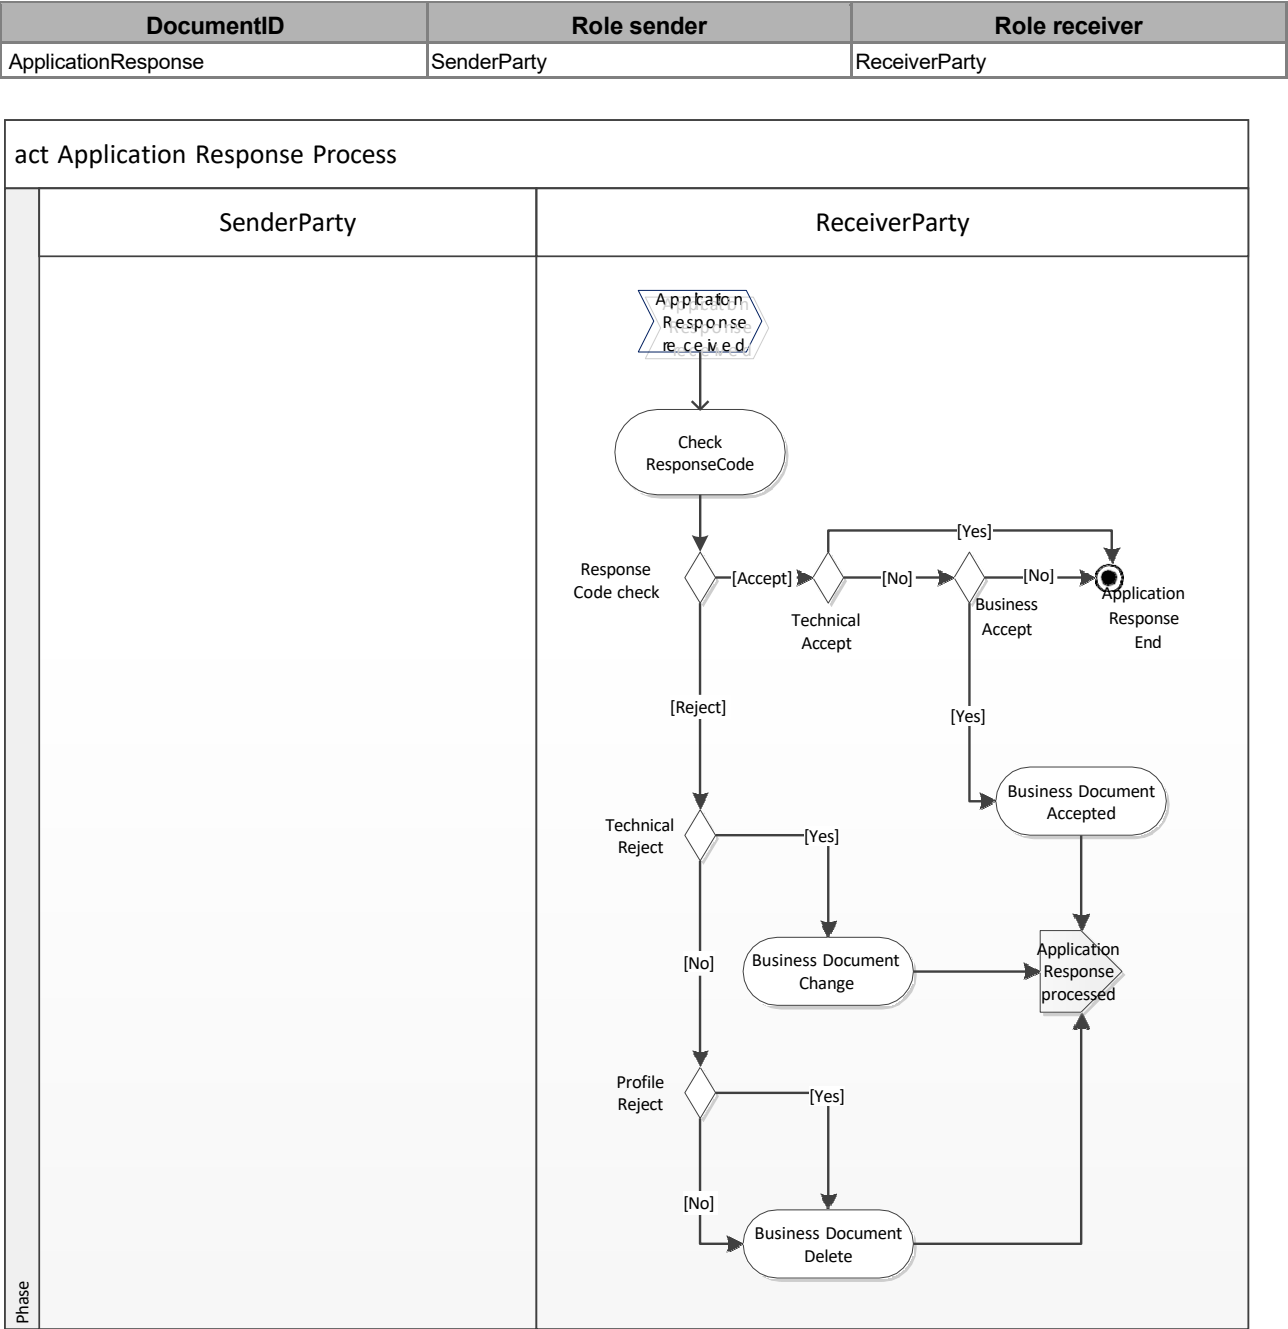 DocumentID Role sender Role receiver
ApplicationResponse SenderParty ReceiverParty
act Application Response Process
SenderParty ReceiverParty
Application
Response
received
Check
ResponseCode
[Yes]
Response
Code check
[Accept]
[No]
[No]
Technical
Accept
Business
Accept
Application
Response
End
[Reject]
[Yes]
Business Document
Accepted
Technical
Reject
[Yes]
[No]
Business Document
Change
Application
Response
processed
Profile
Reject
[Yes]
[No]
Business Document
Delete
Phase